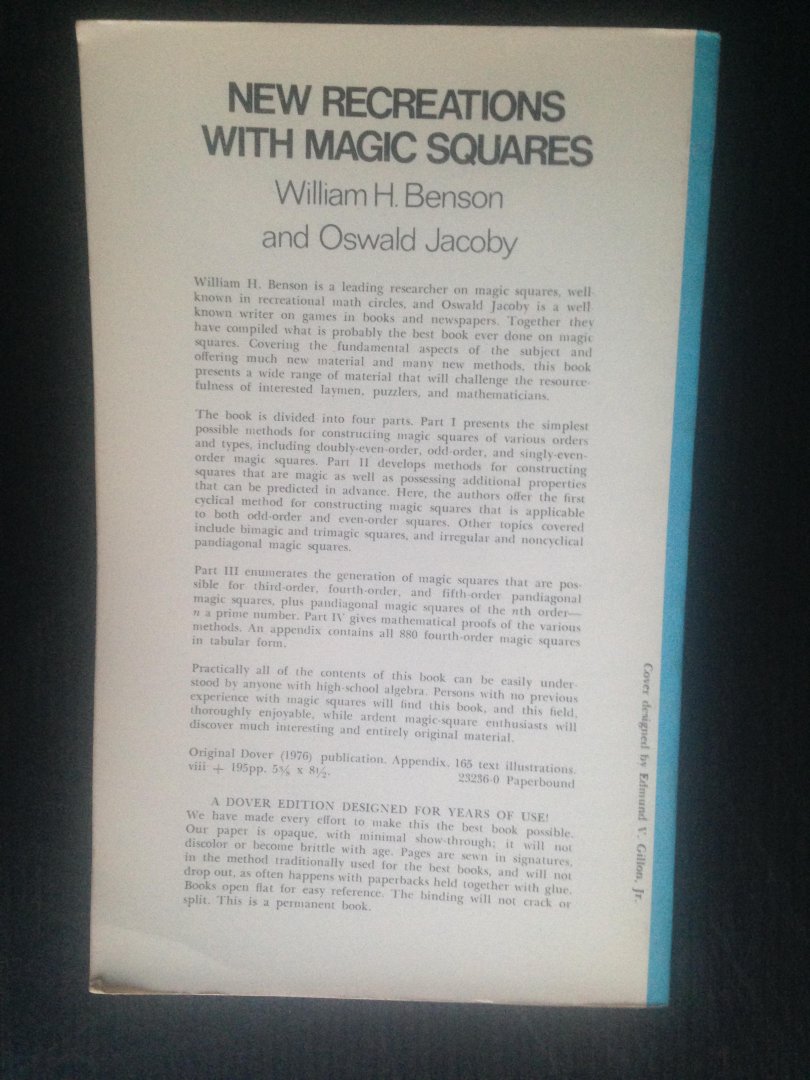 NEW RECREATIONS
WITH MAGIC SQUARES
William H. Benson
and Oswald Jacoby
William H. Benson is a leading researcher on magic squares, well-
known in recreational math circles, and Oswald Jacoby is a well-
known writer on games in books and newspapers. Together they
have compiled what is probably the best book ever done on magic
squares. Covering the fundamental aspects of the subject and
offering much new material and many new methods, this book
presents a wide range of material that will challenge the resource-
fulness of interested laymen, puzzlers, and mathematicians.
The book is divided into four parts. Part I presents the simplest
possible methods for constructing magic squares of various orders
and types, including doubly-even-order, odd-order, and singly-even-
order magic squares. Part II develops methods for constructing
squares that are magic as well as possessing additional properties
that can be predicted in advance. Here, the authors offer the first
cyclical method for constructing magic squares that is applicable
to both odd-order and even-order squares. Other topics covered
include bimagic and trimagic squares, and irregular and noncyclical
pandiagonal magic squares.
Part III enumerates the generation of magic squares that are pos-
sible for third-order, fourth-order, and fifth-order pandiagonal
magic squares, plus pandiagonal magic squares of the nth order—
n a prime number. Part IV gives mathematical proofs of the various
methods. An appendix contains all 880 fourth-order magic squares
in tabular form.
Practically all of the contents of this book can be easily under-
stood by anyone with high-school algebra. Persons with no previous
experience with magic squares will find this book, and this field,
thoroughly enjoyable, while ardent magic-square enthusiasts will
discover much interesting and entirely original material.
Original Dover (1976) publication. Appendix. 165 text illustrations.
viii + 195pp. 5⅜ x 8½. 23236-0 Paperbound
A DOVER EDITION DESIGNED FOR YEARS OF USE!
We have made every effort to make this the best book possible.
Our paper is opaque, with minimal show-through; it will not
discolor or become brittle with age. Pages are sewn in signatures,
in the method traditionally used for the best books, and will not
drop out, as often happens with paperbacks held together with glue.
Books open flat for easy reference. The binding will not crack or
split. This is a permanent book.
Cover designed by Edmund V. Gillon, Jr.